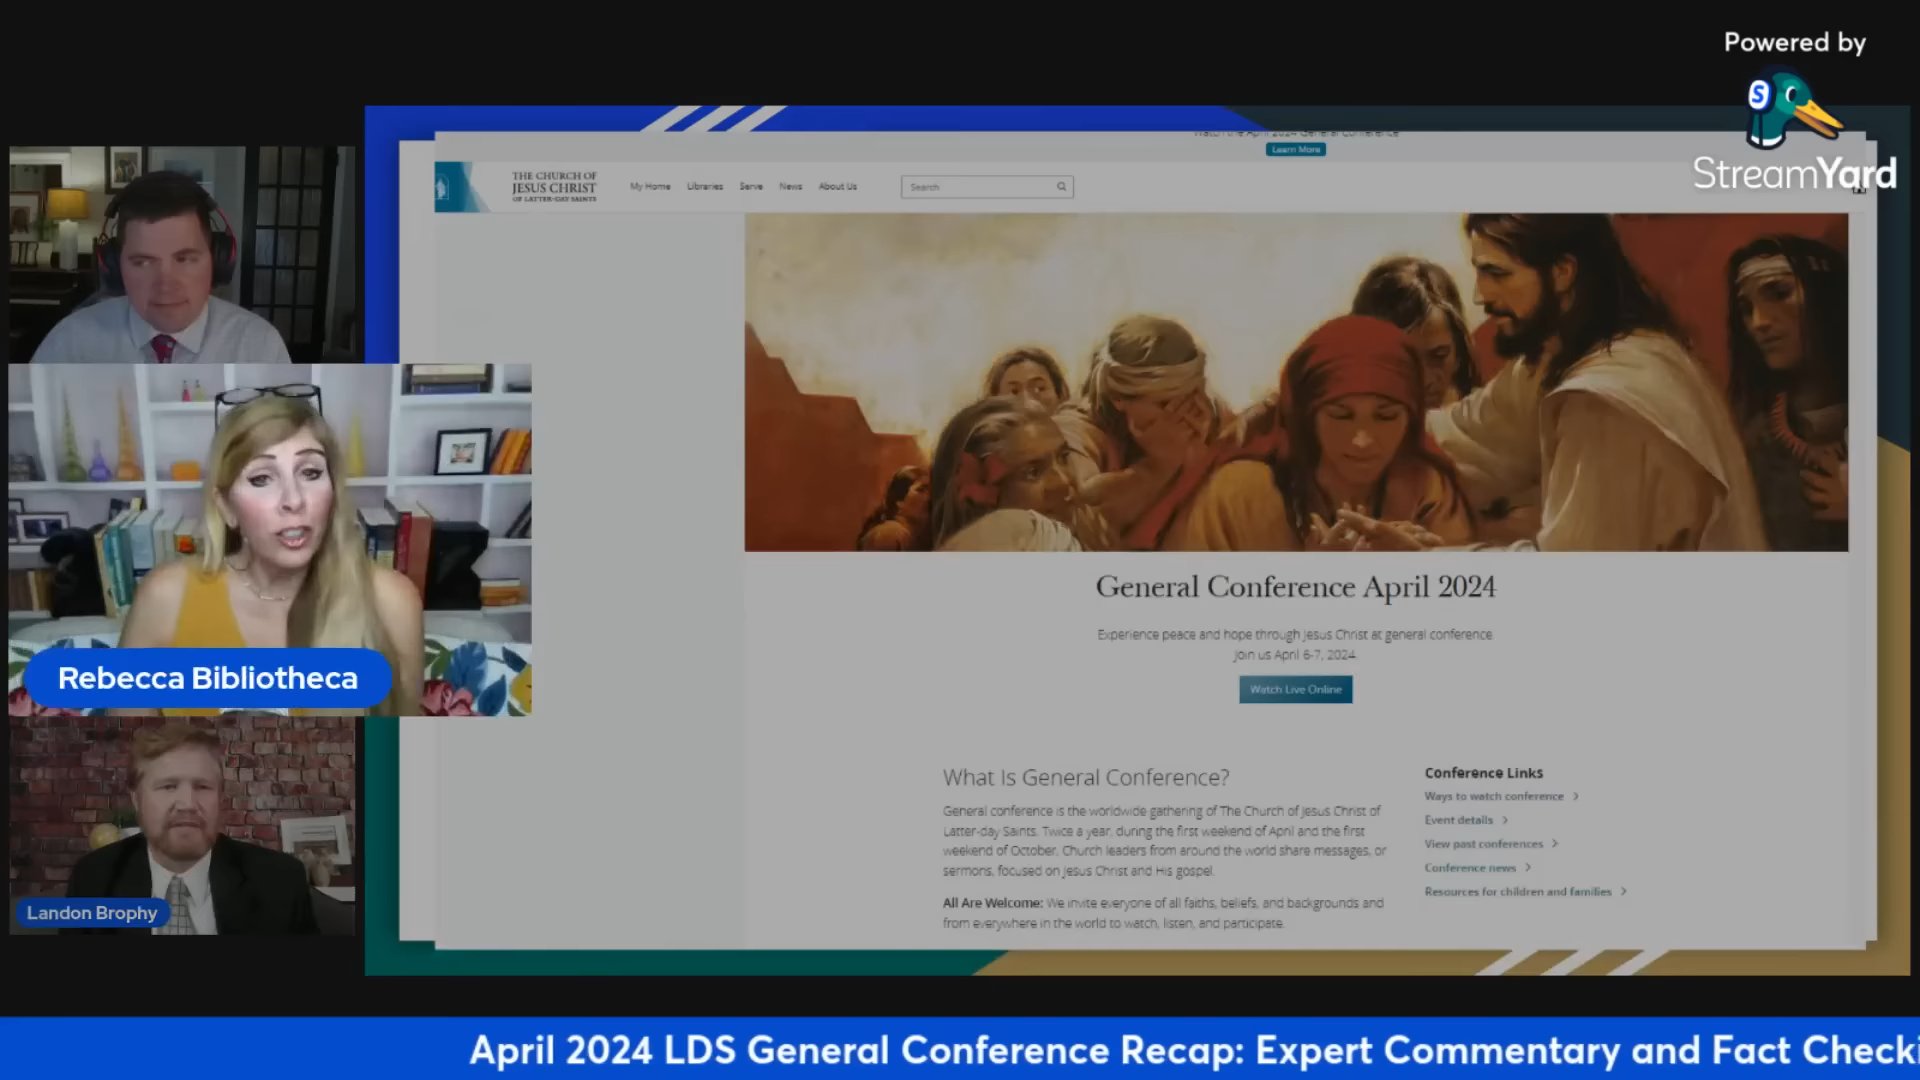 Powered by
StreamYard
Watch the April 2024 General Conference
Learn More
THE CHURCH OF
JESUS CHRIST
OF LATTER-DAY SAINTS
My Home
Libraries
Serve
News
About Us
Search
General Conference April 2024
Experience peace and hope through Jesus Christ at general conference.
Join us April 6-7, 2024.
Watch Live Online
What Is General Conference?
General conference is the worldwide gathering of The Church of Jesus Christ of
Latter-day Saints. Twice a year, during the first weekend of April and the first
weekend of October, Church leaders from around the world share messages, or
sermons, focused on Jesus Christ and His gospel.
All Are Welcome: We invite everyone of all faiths, beliefs, and backgrounds and
from everywhere in the world to watch, listen, and participate.
Conference Links
Ways to watch conference
Event details
View past conferences
Conference news
Resources for children and families
Rebecca Bibliotheca
Landon Brophy
April 2024 LDS General Conference Recap: Expert Commentary and Fact Checki